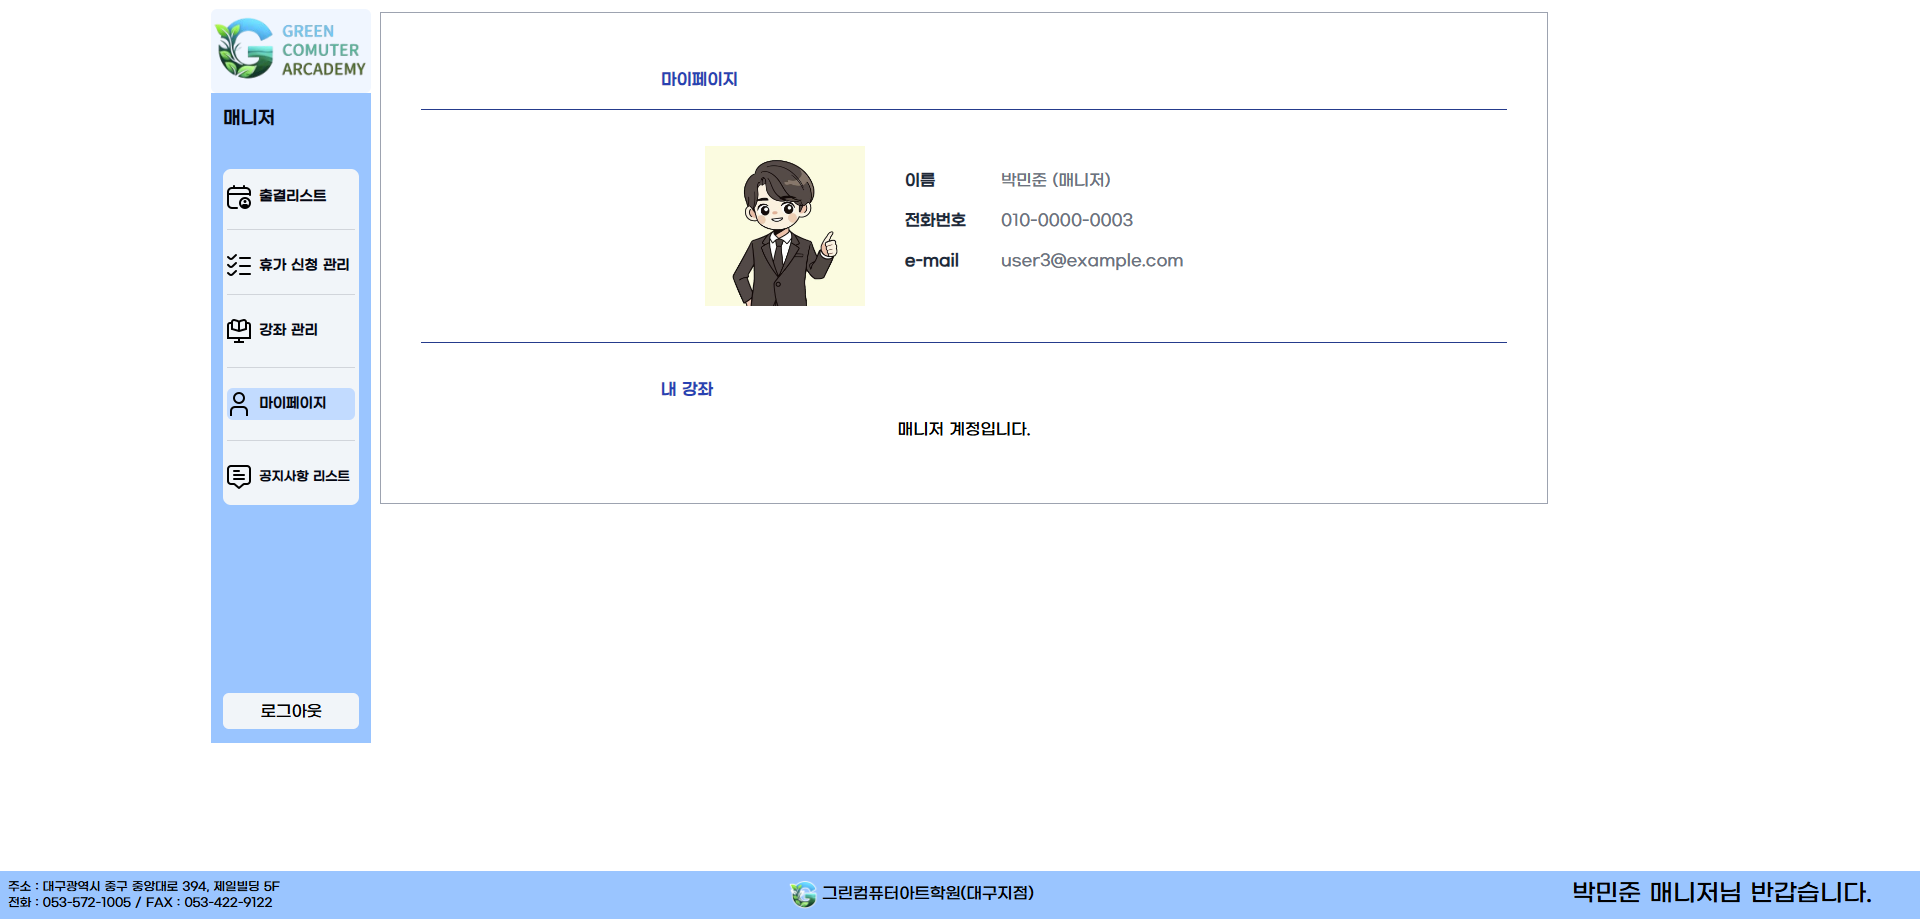 GREEN
COMUTER
ARCADEMY
매니저
출결리스트
휴가 신청 관리
강좌 관리
마이페이지
공지사항 리스트
로그아웃
마이페이지
이름 박민준 (매니저)
전화번호 010-0000-0003
e-mail user3@example.com
내 강좌
매니저 계정입니다.
주소 : 대구광역시 중구 중앙대로 394, 제일빌딩 5F
전화 : 053-572-1005 / FAX : 053-422-9122
그린컴퓨터아트학원(대구지점)
박민준 매니저님 반갑습니다.